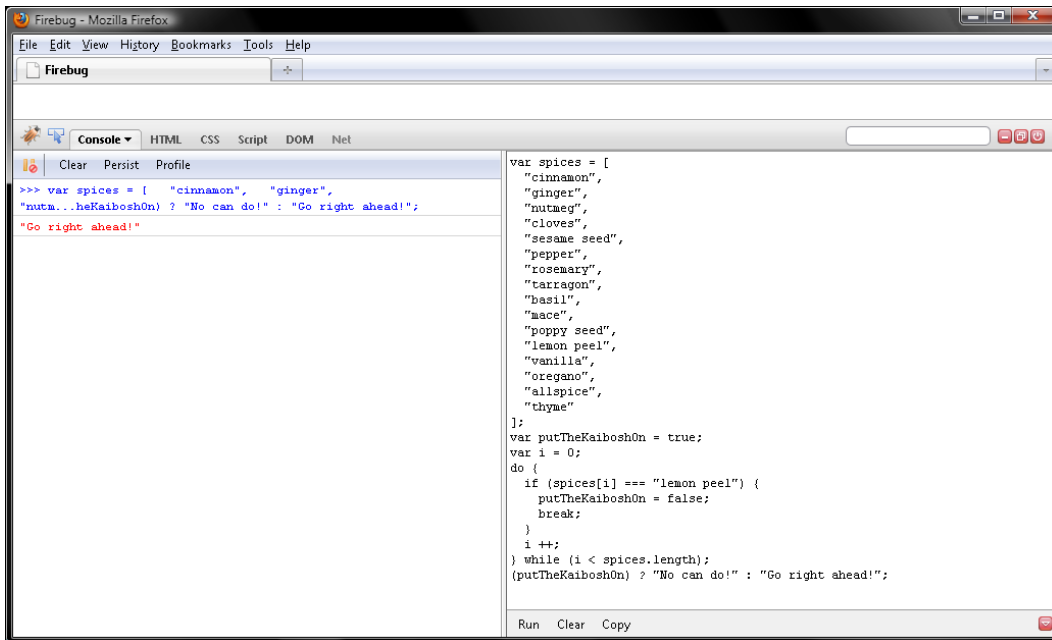 Firebug - Mozilla Firefox
File Edit View History Bookmarks Tools Help
Firebug
Console HTML CSS Script DOM Net
Clear Persist Profile
>>> var spices = [   "cinnamon",   "ginger",
"nutm...heKaiboshOn) ? "No can do!" : "Go right ahead!";
"Go right ahead!"
var spices = [
  "cinnamon",
  "ginger",
  "nutmeg",
  "cloves",
  "sesame seed",
  "pepper",
  "rosemary",
  "tarragon",
  "basil",
  "mace",
  "poppy seed",
  "lemon peel",
  "vanilla",
  "oregano",
  "allspice",
  "thyme"
];
var putTheKaiboshOn = true;
var i = 0;
do {
  if (spices[i] === "lemon peel") {
    putTheKaiboshOn = false;
    break;
  }
  i ++;
} while (i < spices.length);
(putTheKaiboshOn) ? "No can do!" : "Go right ahead!";
Run Clear Copy